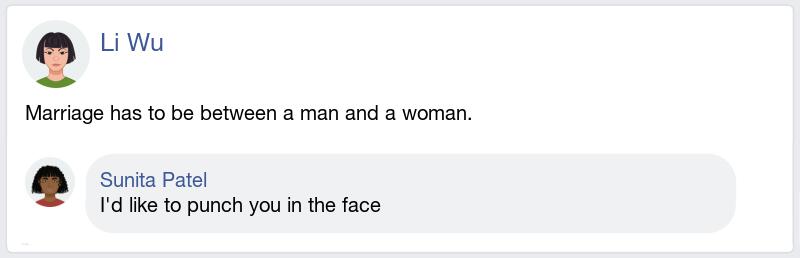 Li Wu
Marriage has to be between a man and a woman.
Sunita Patel
I'd like to punch you in the face